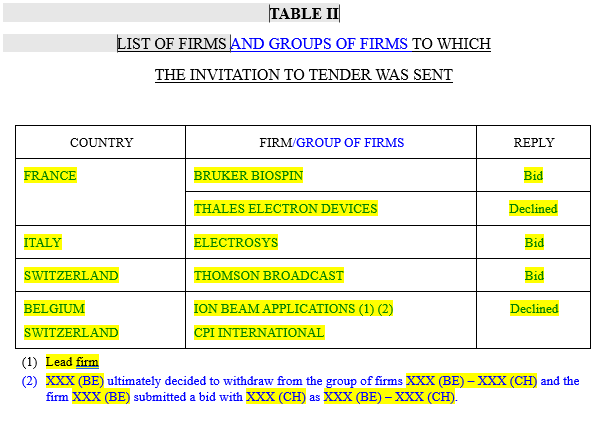 TABLE II
LIST OF FIRMS AND GROUPS OF FIRMS TO WHICH
THE INVITATION TO TENDER WAS SENT
COUNTRY FIRM/GROUP OF FIRMS REPLY
FRANCE BRUKER BIOSPIN Bid
THALES ELECTRON DEVICES Declined
ITALY ELECTROSYS Bid
SWITZERLAND THOMSON BROADCAST Bid
BELGIUM ION BEAM APPLICATIONS (1) (2) Declined
SWITZERLAND CPI INTERNATIONAL
(1) Lead firm
(2) XXX (BE) ultimately decided to withdraw from the group of firms XXX (BE) – XXX (CH) and the
firm XXX (BE) submitted a bid with XXX (CH) as XXX (BE) – XXX (CH).